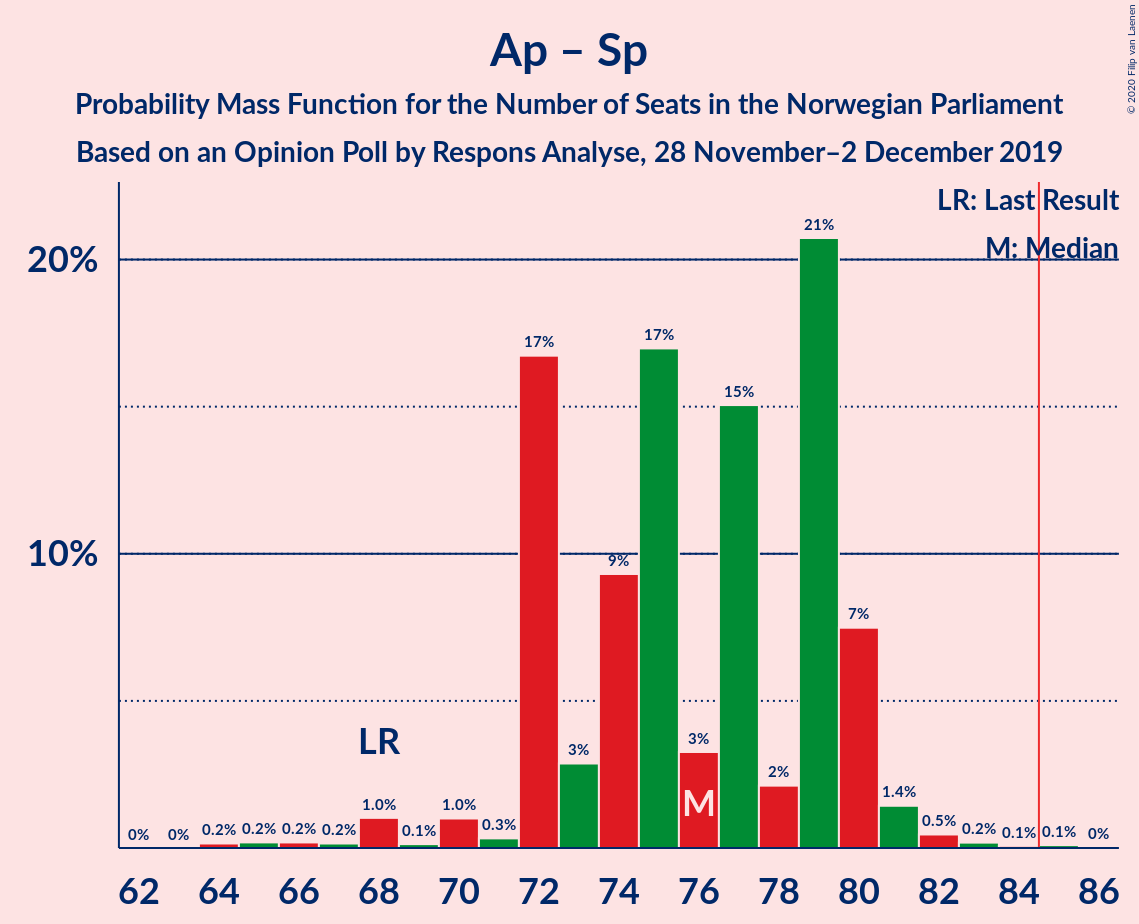 Ap – Sp
Probability Mass Function for the Number of Seats in the Norwegian Parliament
Based on an Opinion Poll by Respons Analyse, 28 November–2 December 2019
© 2020 Filip van Laenen
LR: Last Result
M: Median
20%
10%
0% 0% 0.2% 0.2% 0.2% 0.2% 1.0% 0.1% 1.0% 0.3% 17% 3% 9% 17% 3% 15% 2% 21% 7% 1.4% 0.5% 0.2% 0.1% 0.1% 0%
LR
M
62 64 66 68 70 72 74 76 78 80 82 84 86